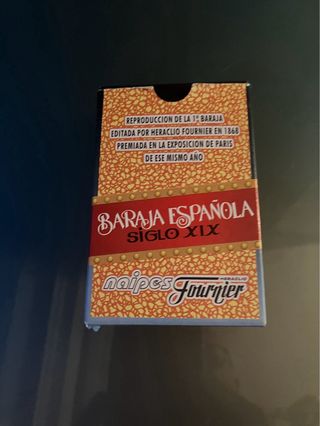 REPRODUCCION DE LA 1ª BARAJA
EDITADA POR HERACLIO FOURNIER EN 1868
PREMIADA EN LA EXPOSICION DE PARIS
DE ESE MISMO AÑO
BARAJA ESPAÑOLA
SIGLO XIX
naipes
HERACLIO
Fournier